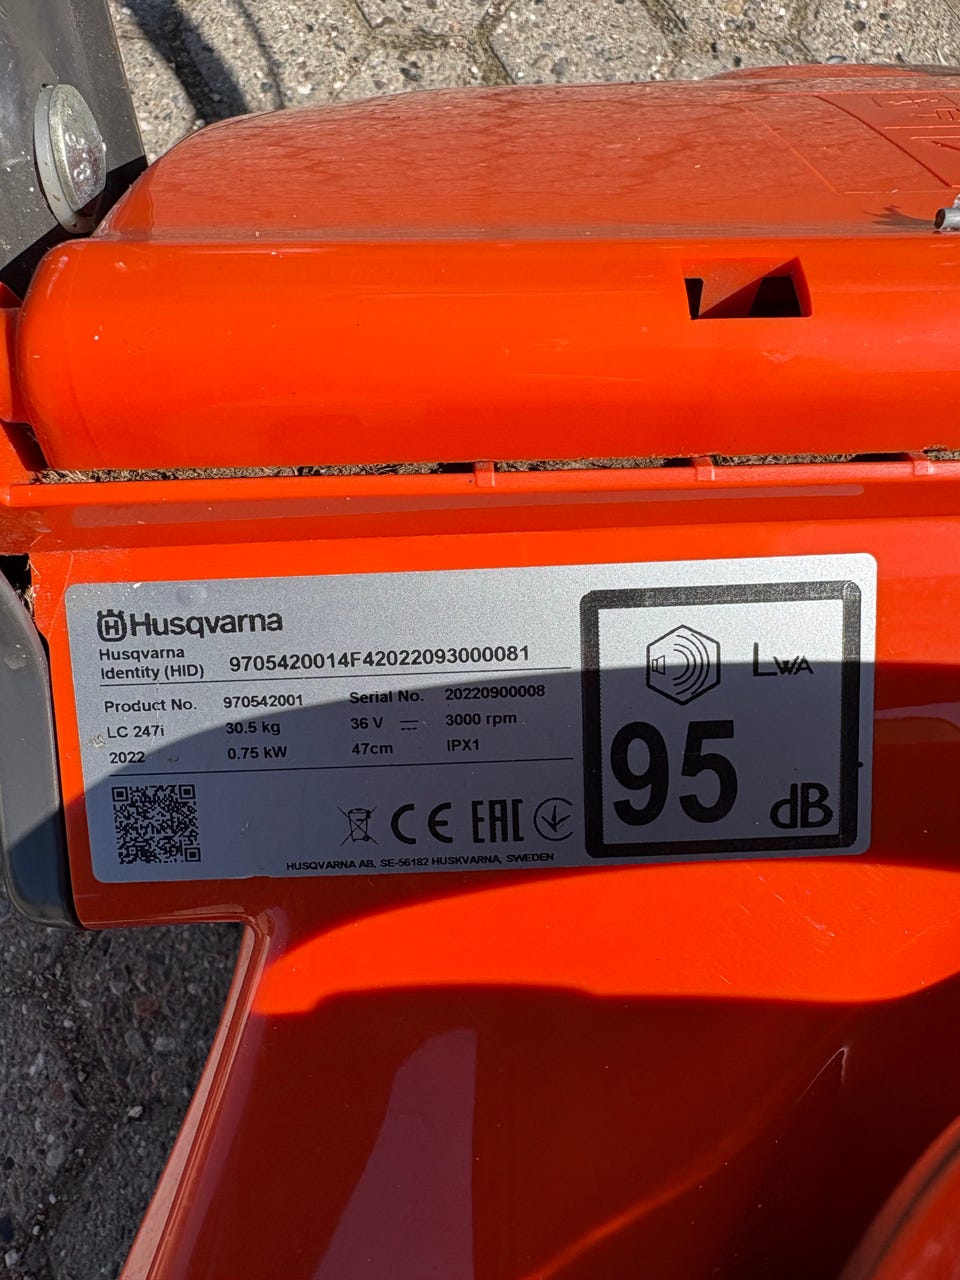 Husqvarna
Husqvarna
Identity (HID) 9705420014F42022093000081
Product No. 970542001 Serial No. 20220900008
LC 247i 30.5 kg 36 V 3000 rpm
2022 0.75 kW 47cm IPX1
CE EAC
HUSQVARNA AB, SE-56182 HUSKVARNA, SWEDEN
LWA
95
dB